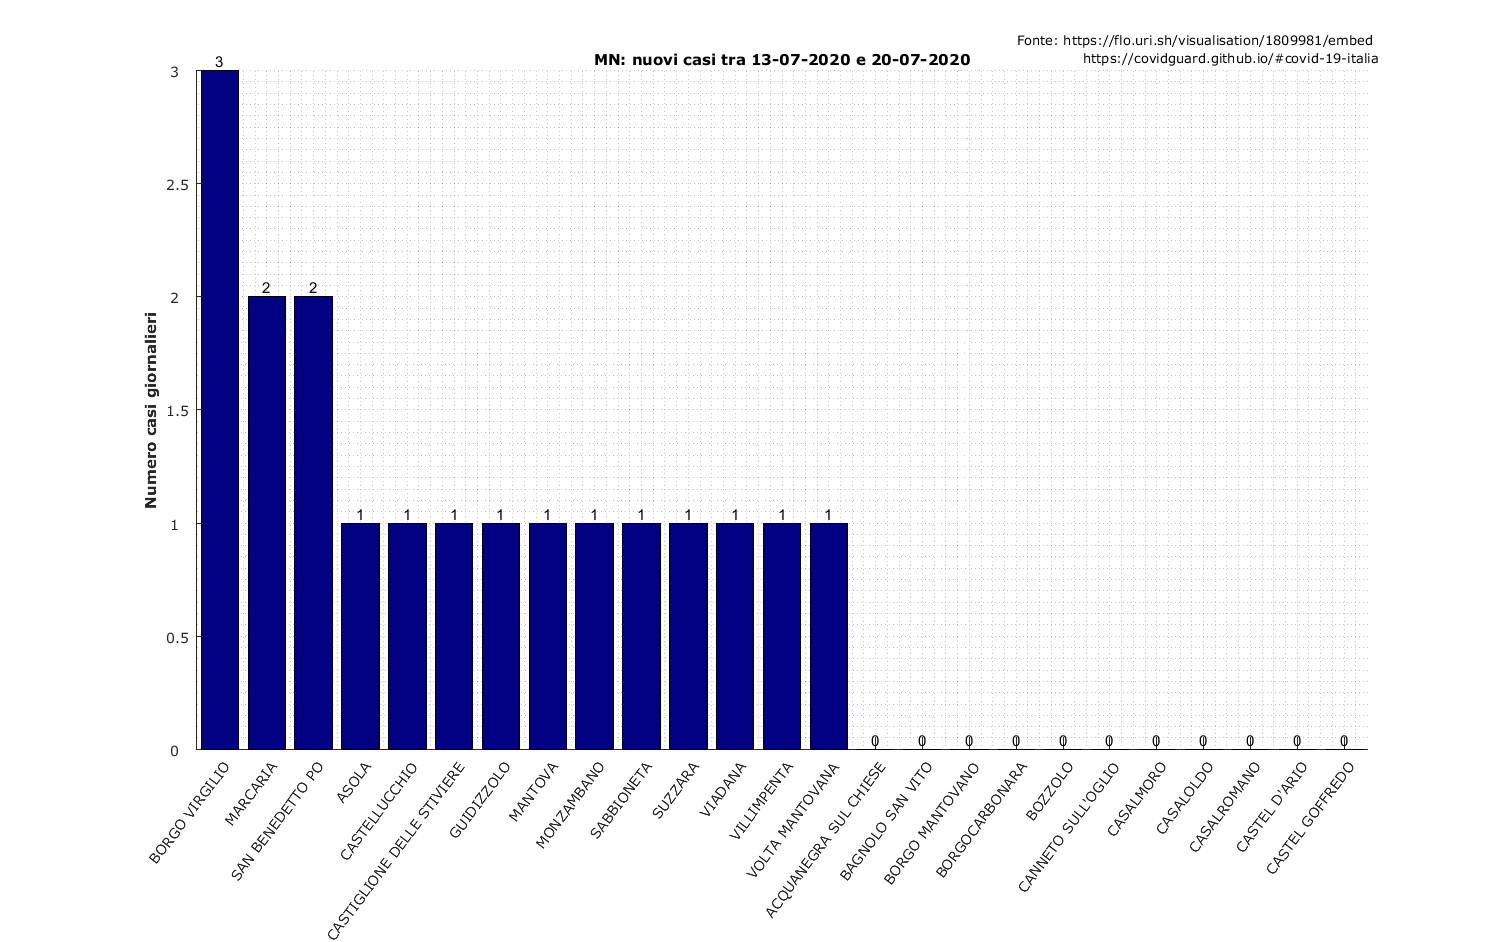 Fonte: https://flo.uri.sh/visualisation/1809981/embed
https://covidguard.github.io/#covid-19-italia
MN: nuovi casi tra 13-07-2020 e 20-07-2020
Numero casi giornalieri
3
2.5
2
1.5
1
0.5
0
3
2
2
1
1
1
1
1
1
1
1
1
1
1
0
0
0
0
0
0
0
0
0
0
0
BORGO VIRGILIO
MARCARIA
SAN BENEDETTO PO
ASOLA
CASTELLUCCHIO
CASTIGLIONE DELLE STIVIERE
GUIDIZZOLO
MANTOVA
MONZAMBANO
SABBIONETA
SUZZARA
VIADANA
VILLIMPENTA
VOLTA MANTOVANA
ACQUANEGRA SUL CHIESE
BAGNOLO SAN VITO
BORGO MANTOVANO
BORGOCARBONARA
BOZZOLO
CANNETO SULL'OGLIO
CASALMORO
CASALOLDO
CASALROMANO
CASTEL D'ARIO
CASTEL GOFFREDO